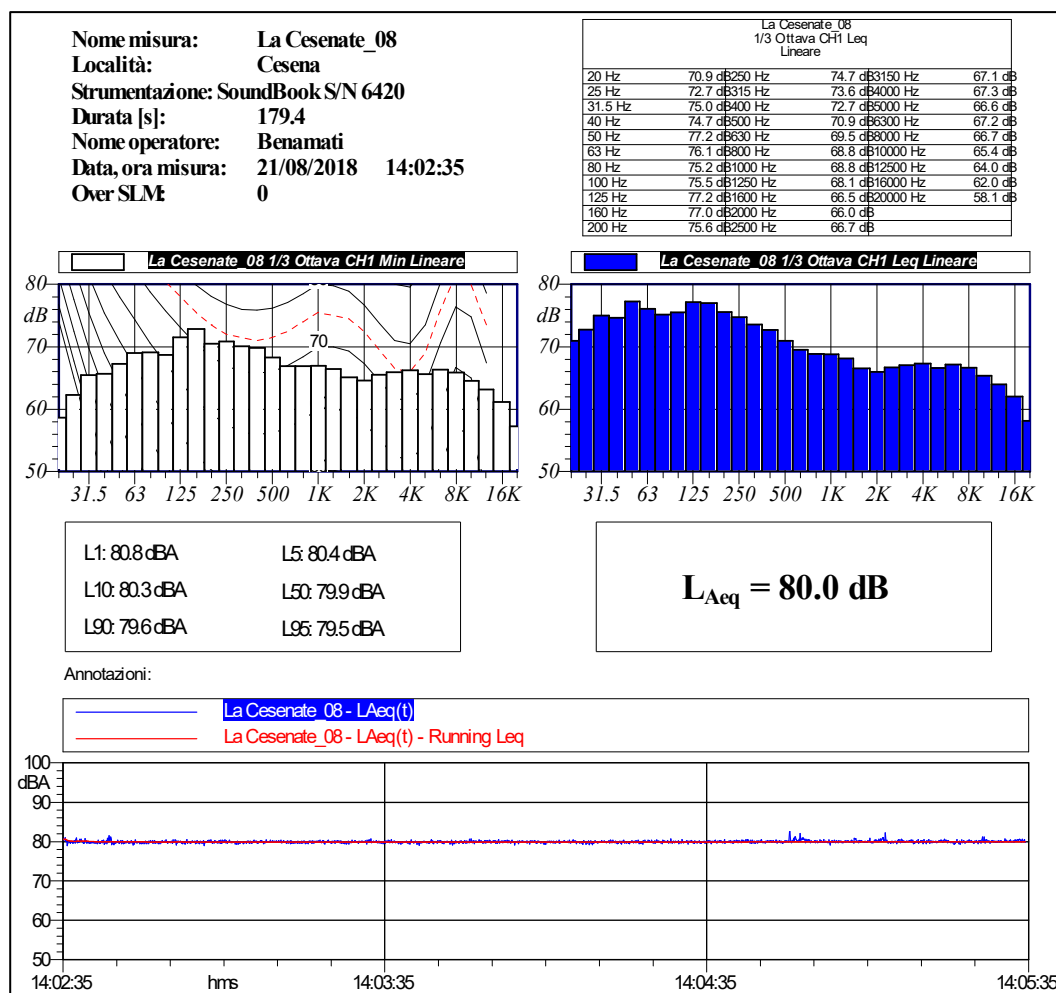 Nome misura: La Cesenate_08
Località: Cesena
Strumentazione: SoundBook S/N 6420
Durata [s]: 179.4
Nome operatore: Benamati
Data, ora misura: 21/08/2018 14:02:35
Over SLM: 0
La Cesenate_08
1/3 Ottava CH1 Leq
Lineare
20 Hz 70.9 dB 250 Hz 74.7 dB 3150 Hz 67.1 dB
25 Hz 72.7 dB 315 Hz 73.6 dB 4000 Hz 67.3 dB
31.5 Hz 75.0 dB 400 Hz 72.7 dB 5000 Hz 66.6 dB
40 Hz 74.7 dB 500 Hz 70.9 dB 6300 Hz 67.2 dB
50 Hz 77.2 dB 630 Hz 69.5 dB 8000 Hz 66.7 dB
63 Hz 76.1 dB 800 Hz 68.8 dB 10000 Hz 65.4 dB
80 Hz 75.2 dB 1000 Hz 68.8 dB 12500 Hz 64.0 dB
100 Hz 75.5 dB 1250 Hz 68.1 dB 16000 Hz 62.0 dB
125 Hz 77.2 dB 1600 Hz 66.5 dB 20000 Hz 58.1 dB
160 Hz 77.0 dB 2000 Hz 66.0 dB
200 Hz 75.6 dB 2500 Hz 66.7 dB
La Cesenate_08 1/3 Ottava CH1 Min Lineare
80
dB
70
60
50
70
31.5 63 125 250 500 1K 2K 4K 8K 16K
La Cesenate_08 1/3 Ottava CH1 Leq Lineare
80
dB
70
60
50
31.5 63 125 250 500 1K 2K 4K 8K 16K
L1: 80.8 dBA L5: 80.4 dBA
L10: 80.3 dBA L50: 79.9 dBA
L90: 79.6 dBA L95: 79.5 dBA
LAeq = 80.0 dB
Annotazioni:
La Cesenate_08 - LAeq(t)
La Cesenate_08 - LAeq(t) - Running Leq
100
dBA
90
80
70
60
50
14:02:35 hms 14:03:35 14:04:35 14:05:35